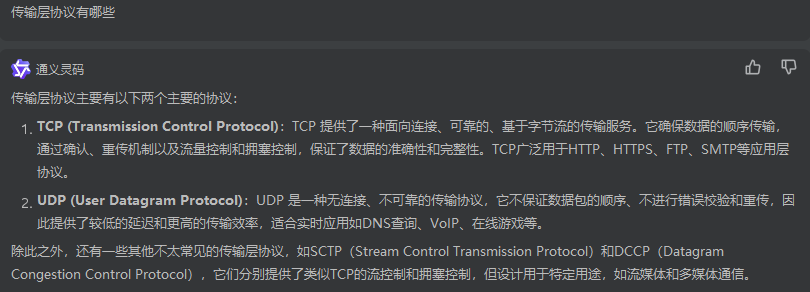 传输层协议有哪些
通义灵码
传输层协议主要有以下两个主要的协议：
1. TCP (Transmission Control Protocol)：TCP 提供了一种面向连接、可靠的、基于字节流的传输服务。它确保数据的顺序传输，
通过确认、重传机制以及流量控制和拥塞控制，保证了数据的准确性和完整性。TCP广泛用于HTTP、HTTPS、FTP、SMTP等应用层
协议。
2. UDP (User Datagram Protocol)：UDP 是一种无连接、不可靠的传输协议，它不保证数据包的顺序、不进行错误校验和重传，因
此提供了较低的延迟和更高的传输效率，适合实时应用如DNS查询、VoIP、在线游戏等。
除此之外，还有一些其他不太常见的传输层协议，如SCTP（Stream Control Transmission Protocol）和DCCP（Datagram
Congestion Control Protocol），它们分别提供了类似TCP的流控制和拥塞控制，但设计用于特定用途，如流媒体和多媒体通信。